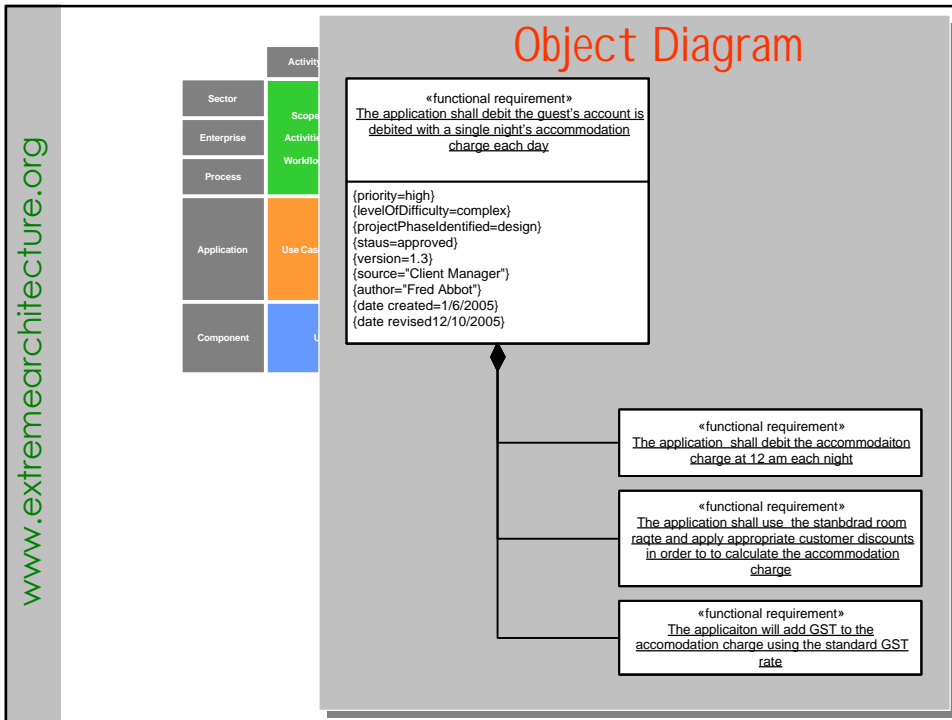 www.extremearchitecture.org
Object Diagram
Activity
Sector
Enterprise
Process
Application
Component
Scope
Activitie
Workflo
Use Cas
U
«functional requirement»
The application shall debit the guest's account is
debited with a single night's accommodation
charge each day
{priority=high}
{levelOfDifficulty=complex}
{projectPhaseIdentified=design}
{staus=approved}
{version=1.3}
{source="Client Manager"}
{author="Fred Abbot"}
{date created=1/6/2005}
{date revised12/10/2005}
«functional requirement»
The application shall debit the accommodaiton
charge at 12 am each night
«functional requirement»
The application shall use the stanbdrad room
raqte and apply appropriate customer discounts
in order to to calculate the accommodation
charge
«functional requirement»
The applicaiton will add GST to the
accomodation charge using the standard GST
rate